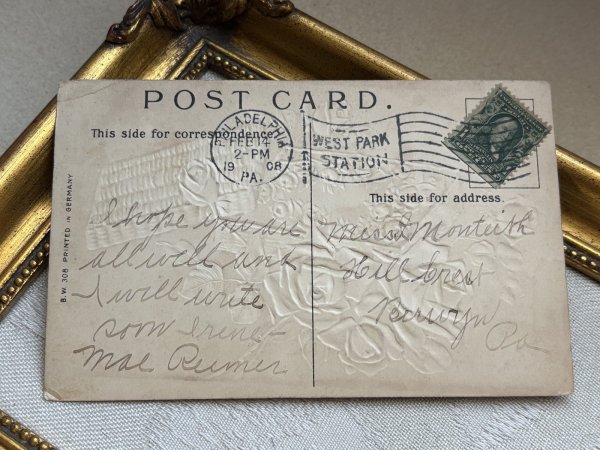 POST CARD.
This side for correspondence.
PHILADELPHIA
FEB 14
2-PM
1908
PA.
WEST PARK
STATION
This side for address.
B.W. 308 PRINTED IN GERMANY
I hope you are
all well and
I will write
soon
Mae
Miss Monteith
Hill Crest
Berwyn
Pa